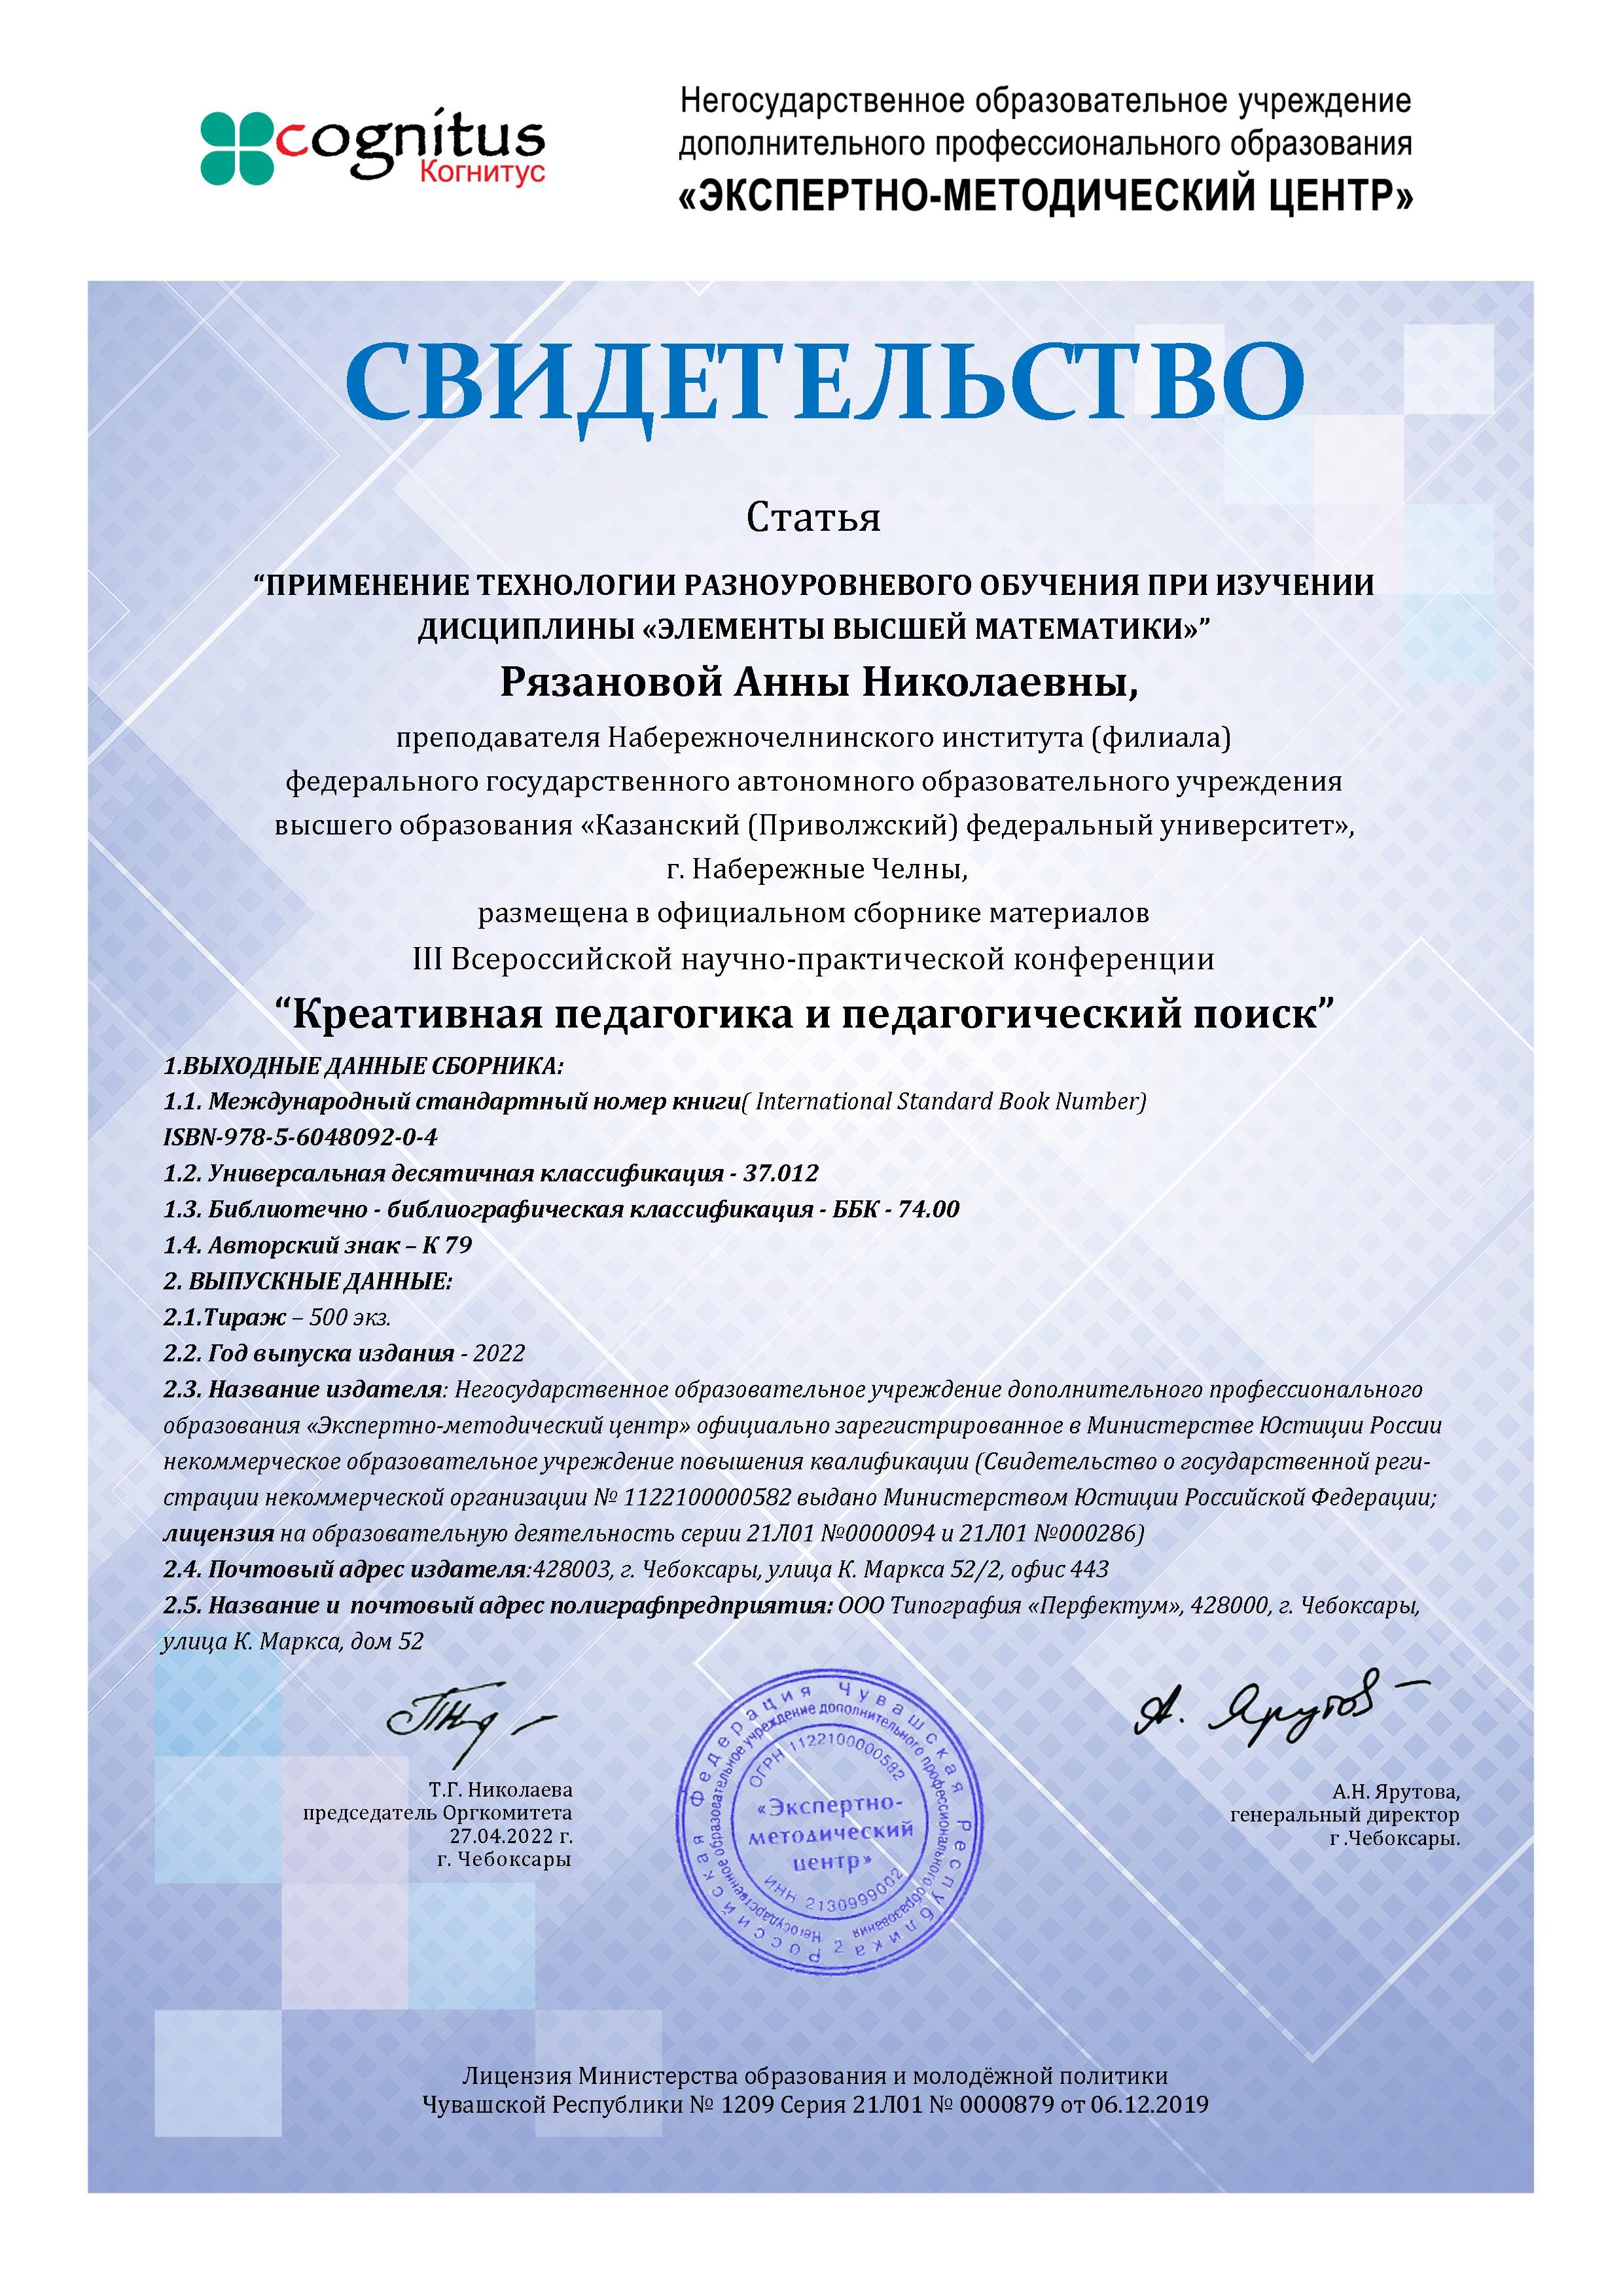 cognitus
Когнитус
Негосударственное образовательное учреждение
дополнительного профессионального образования
«ЭКСПЕРТНО-МЕТОДИЧЕСКИЙ ЦЕНТР»
СВИДЕТЕЛЬСТВО
Статья
“ПРИМЕНЕНИЕ ТЕХНОЛОГИИ РАЗНОУРОВНЕВОГО ОБУЧЕНИЯ ПРИ ИЗУЧЕНИИ
ДИСЦИПЛИНЫ «ЭЛЕМЕНТЫ ВЫСШЕЙ МАТЕМАТИКИ»”
Рязановой Анны Николаевны,
преподавателя Набережночелнинского института (филиала)
федерального государственного автономного образовательного учреждения
высшего образования «Казанский (Приволжский) федеральный университет»,
г. Набережные Челны,
размещена в официальном сборнике материалов
III Всероссийской научно-практической конференции
“Креативная педагогика и педагогический поиск”
1.ВЫХОДНЫЕ ДАННЫЕ СБОРНИКА:
1.1. Международный стандартный номер книги( International Standard Book Number)
ISBN-978-5-6048092-0-4
1.2. Универсальная десятичная классификация - 37.012
1.3. Библиотечно - библиографическая классификация - ББК - 74.00
1.4. Авторский знак – К 79
2. ВЫПУСКНЫЕ ДАННЫЕ:
2.1.Тираж – 500 экз.
2.2. Год выпуска издания - 2022
2.3. Название издателя: Негосударственное образовательное учреждение дополнительного профессионального
образования «Экспертно-методический центр» официально зарегистрированное в Министерстве Юстиции России
некоммерческое образовательное учреждение повышения квалификации (Свидетельство о государственной реги-
страции некоммерческой организации № 1122100000582 выдано Министерством Юстиции Российской Федерации;
лицензия на образовательную деятельность серии 21Л01 №0000094 и 21Л01 №000286)
2.4. Почтовый адрес издателя:428003, г. Чебоксары, улица К. Маркса 52/2, офис 443
2.5. Название и почтовый адрес полиграфпредприятия: ООО Типография «Перфектум», 428000, г. Чебоксары,
улица К. Маркса, дом 52
А. Ярутов
Т.Г. Николаева
председатель Оргкомитета
27.04.2022 г.
г. Чебоксары
Российская Федерация Чувашская Республика 2
Негосударственное образовательное учреждение дополнительного профессионального образования
ОГРН 1122100000582
«Экспертно-
методический
центр»
ИНН 2130999002
А.Н. Ярутова,
генеральный директор
г .Чебоксары.
Лицензия Министерства образования и молодёжной политики
Чувашской Республики № 1209 Серия 21Л01 № 0000879 от 06.12.2019